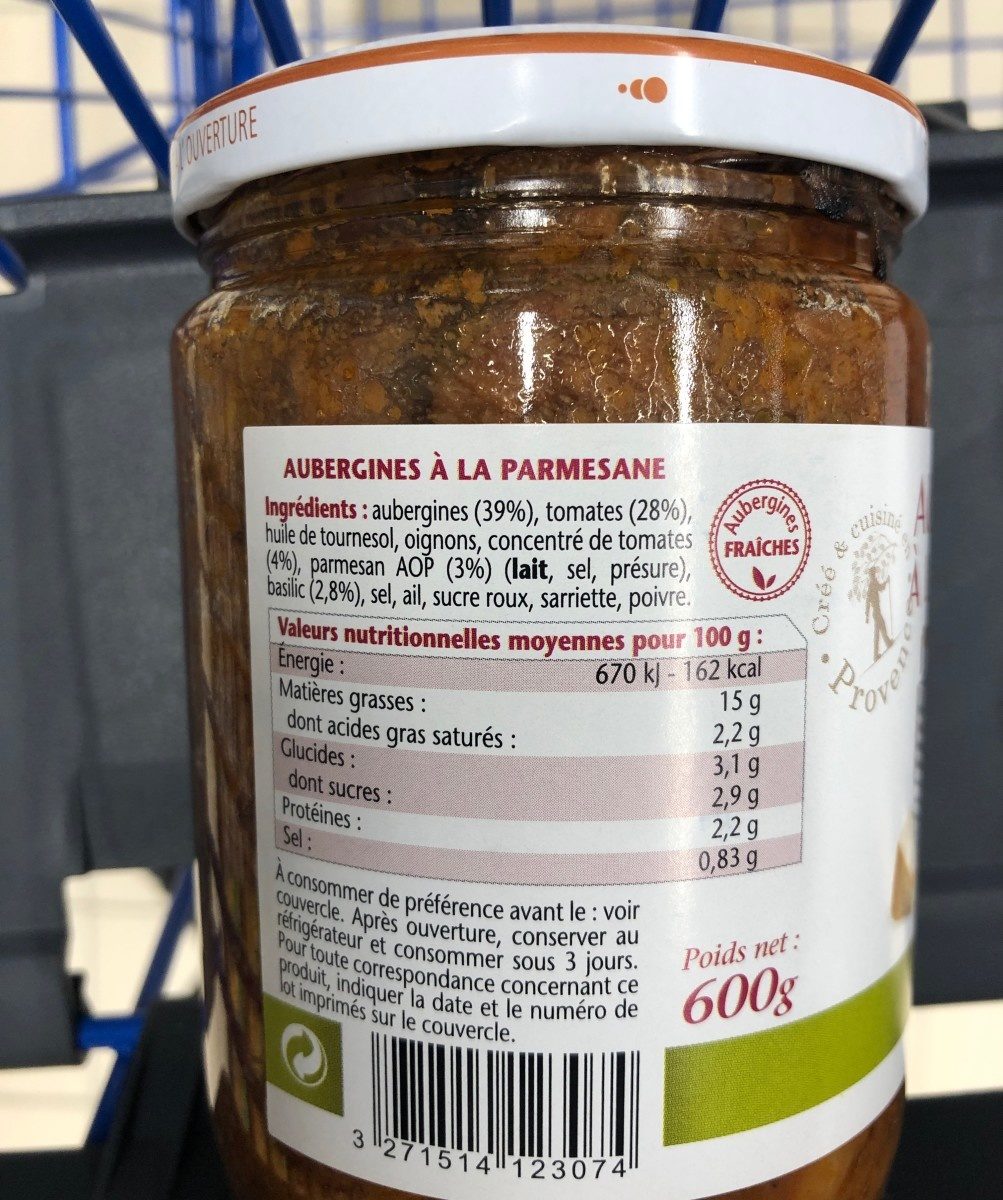 OUVERTURE
AUBERGINES À LA PARMESANE
Ingrédients : aubergines (39%), tomates (28%),
huile de tournesol, oignons, concentré de tomates
(4%), parmesan AOP (3%) (lait, sel, présure),
basilic (2,8%), sel, ail, sucre roux, sarriette, poivre.
Aubergines
FRAÎCHES
Valeurs nutritionnelles moyennes pour 100 g :
Énergie : 670 kJ - 162 kcal
Matières grasses : 15 g
dont acides gras saturés : 2,2 g
Glucides : 3,1 g
dont sucres : 2,9 g
Protéines : 2,2 g
Sel : 0,83 g
À consommer de préférence avant le : voir
couvercle. Après ouverture, conserver au
réfrigérateur et consommer sous 3 jours.
Pour toute correspondance concernant ce
produit, indiquer la date et le numéro de
lot imprimés sur le couvercle.
Poids net :
600g
3 271514 123074
Créé & cuisiné